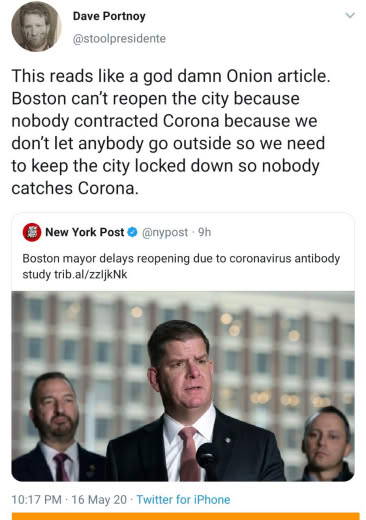 Dave Portnoy
@stoolpresidente
This reads like a god damn Onion article.
Boston can't reopen the city because
nobody contracted Corona because we
don't let anybody go outside so we need
to keep the city locked down so nobody
catches Corona.
New York Post @nypost · 9h
Boston mayor delays reopening due to coronavirus antibody
study trib.al/zzIjkNk
10:17 PM · 16 May 20 · Twitter for iPhone